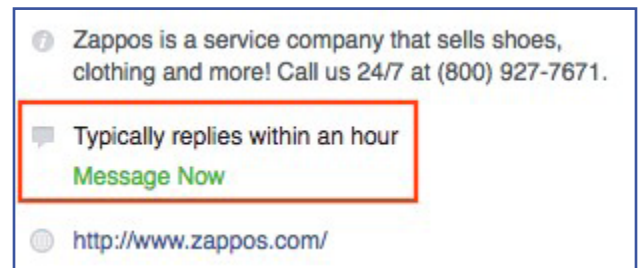 Zappos is a service company that sells shoes,
clothing and more! Call us 24/7 at (800) 927-7671.
Typically replies within an hour
Message Now
http://www.zappos.com/